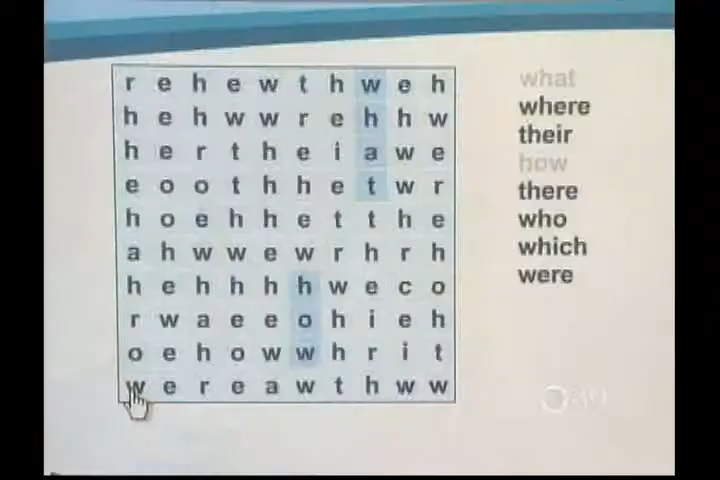 r e h e w t h w e h
h e h w w r e h h w
h e r t h e i a w e
e o o t h h e t w r
h o e h h e t t h e
a h w w e w r h r h
h e h h h h w e c o
r w a e e o h i e h
o e h o w w h r i t
w e r e a w t h w w
what
where
their
how
there
who
which
were